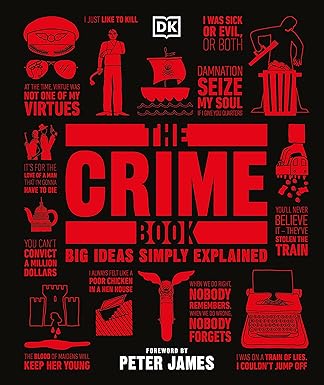 DK
I JUST LIKE TO KILL
I WAS SICK
OR EVIL,
OR BOTH
AT THE TIME, VIRTUE WAS
NOT ONE OF MY
VIRTUES
DAMNATION
SEIZE
MY SOUL
IF I GIVE YOU QUARTERS
THE
CRIME
BOOK
BIG IDEAS SIMPLY EXPLAINED
IT'S FOR THE
LOVE OF A MAN
THAT I'M GONNA
HAVE TO DIE
YOU'LL NEVER
BELIEVE
IT – THEY'VE
STOLEN THE
TRAIN
YOU CAN'T
CONVICT A
MILLION
DOLLARS
I ALWAYS FELT LIKE A
POOR CHICKEN
IN A HEN HOUSE
WHEN WE DO RIGHT,
NOBODY
REMEMBERS.
WHEN WE DO WRONG,
NOBODY
FORGETS
THE BLOOD OF MAIDENS WILL
KEEP HER YOUNG
FOREWORD BY
PETER JAMES
I WAS ON A TRAIN OF LIES.
I COULDN'T JUMP OFF